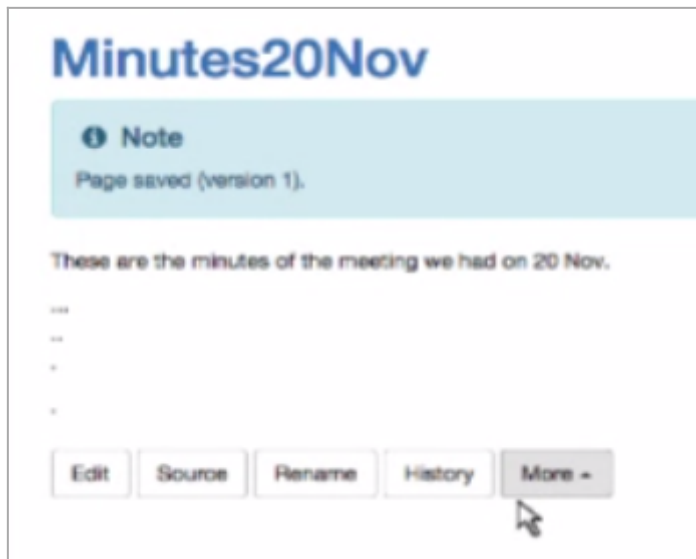 Minutes20Nov
Note
Page saved (version 1).
These are the minutes of the meeting we had on 20 Nov.
...
..
.
.
Edit Source Rename History More